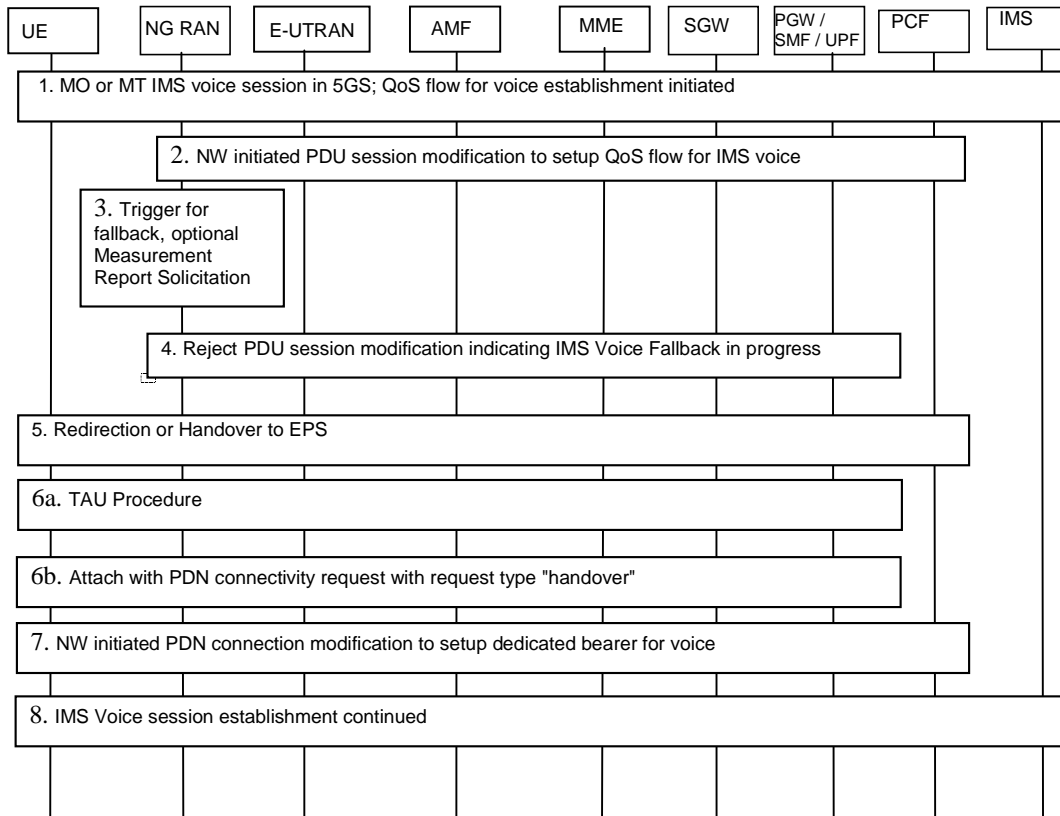 UE
NG RAN
E-UTRAN
AMF
MME
SGW
PGW /
SMF / UPF
PCF
IMS
1. MO or MT IMS voice session in 5GS; QoS flow for voice establishment initiated
2. NW initiated PDU session modification to setup QoS flow for IMS voice
3. Trigger for
fallback, optional
Measurement
Report Solicitation
4. Reject PDU session modification indicating IMS Voice Fallback in progress
5. Redirection or Handover to EPS
6a. TAU Procedure
6b. Attach with PDN connectivity request with request type "handover"
7. NW initiated PDN connection modification to setup dedicated bearer for voice
8. IMS Voice session establishment continued